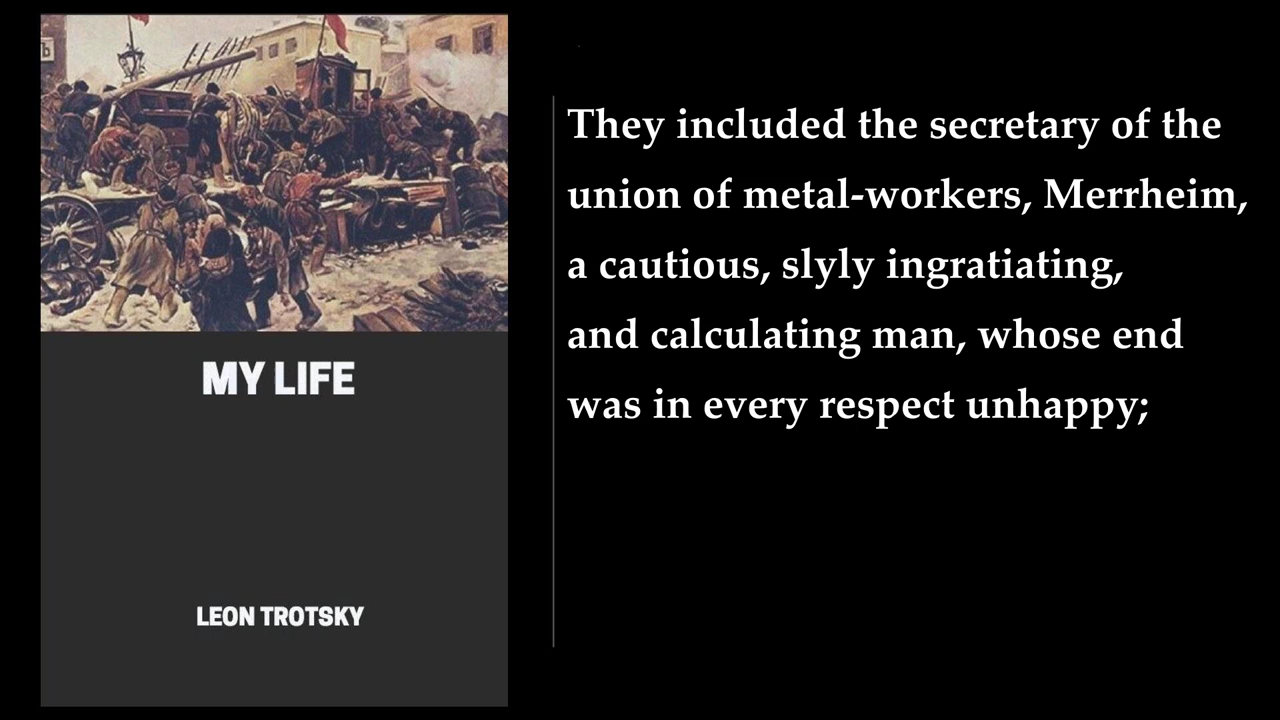 MY LIFE
LEON TROTSKY
They included the secretary of the
union of metal-workers, Merrheim,
a cautious, slyly ingratiating,
and calculating man, whose end
was in every respect unhappy;